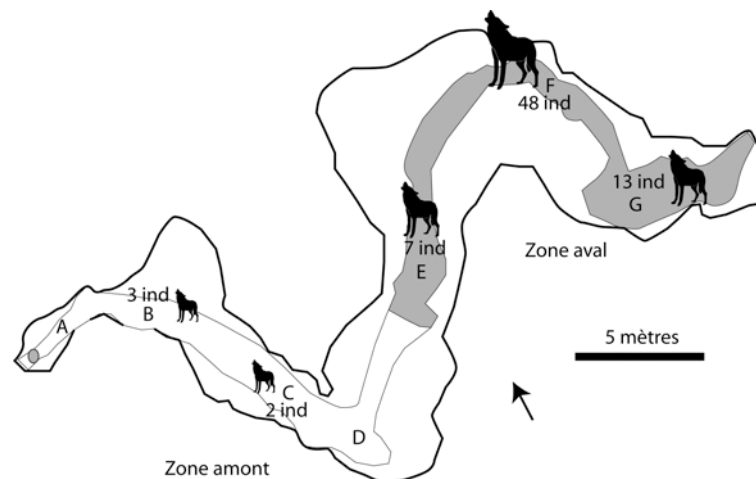 F
48 ind
13 ind
G
7 ind
E
Zone aval
3 ind
B
A
5 mètres
C
2 ind
D
Zone amont